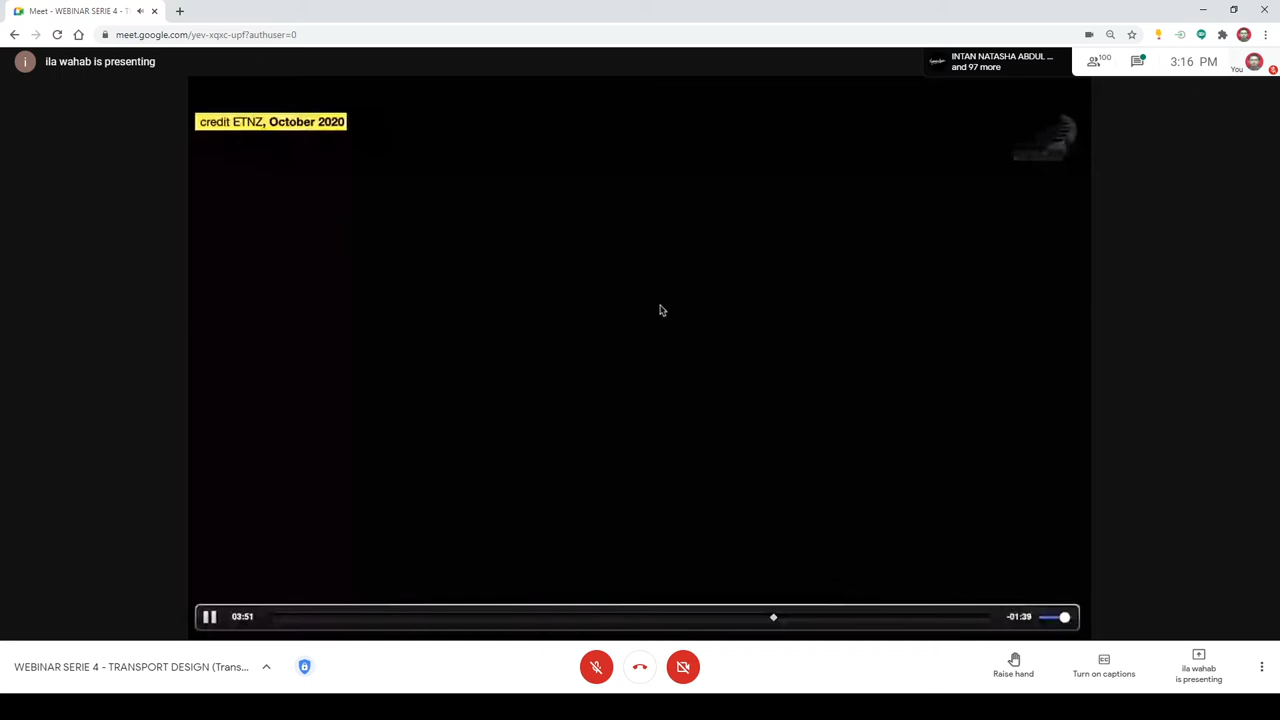 Meet - WEBINAR SERIE 4 - T
meet.google.com/yev-xqxc-upf?authuser=0
i
ila wahab is presenting
INTAN NATASHA ABDUL ...
and 97 more
100
3:16 PM
You
credit ETNZ, October 2020
03:51
-01:39
WEBINAR SERIE 4 - TRANSPORT DESIGN (Trans...
Raise hand
Turn on captions
ila wahab
is presenting